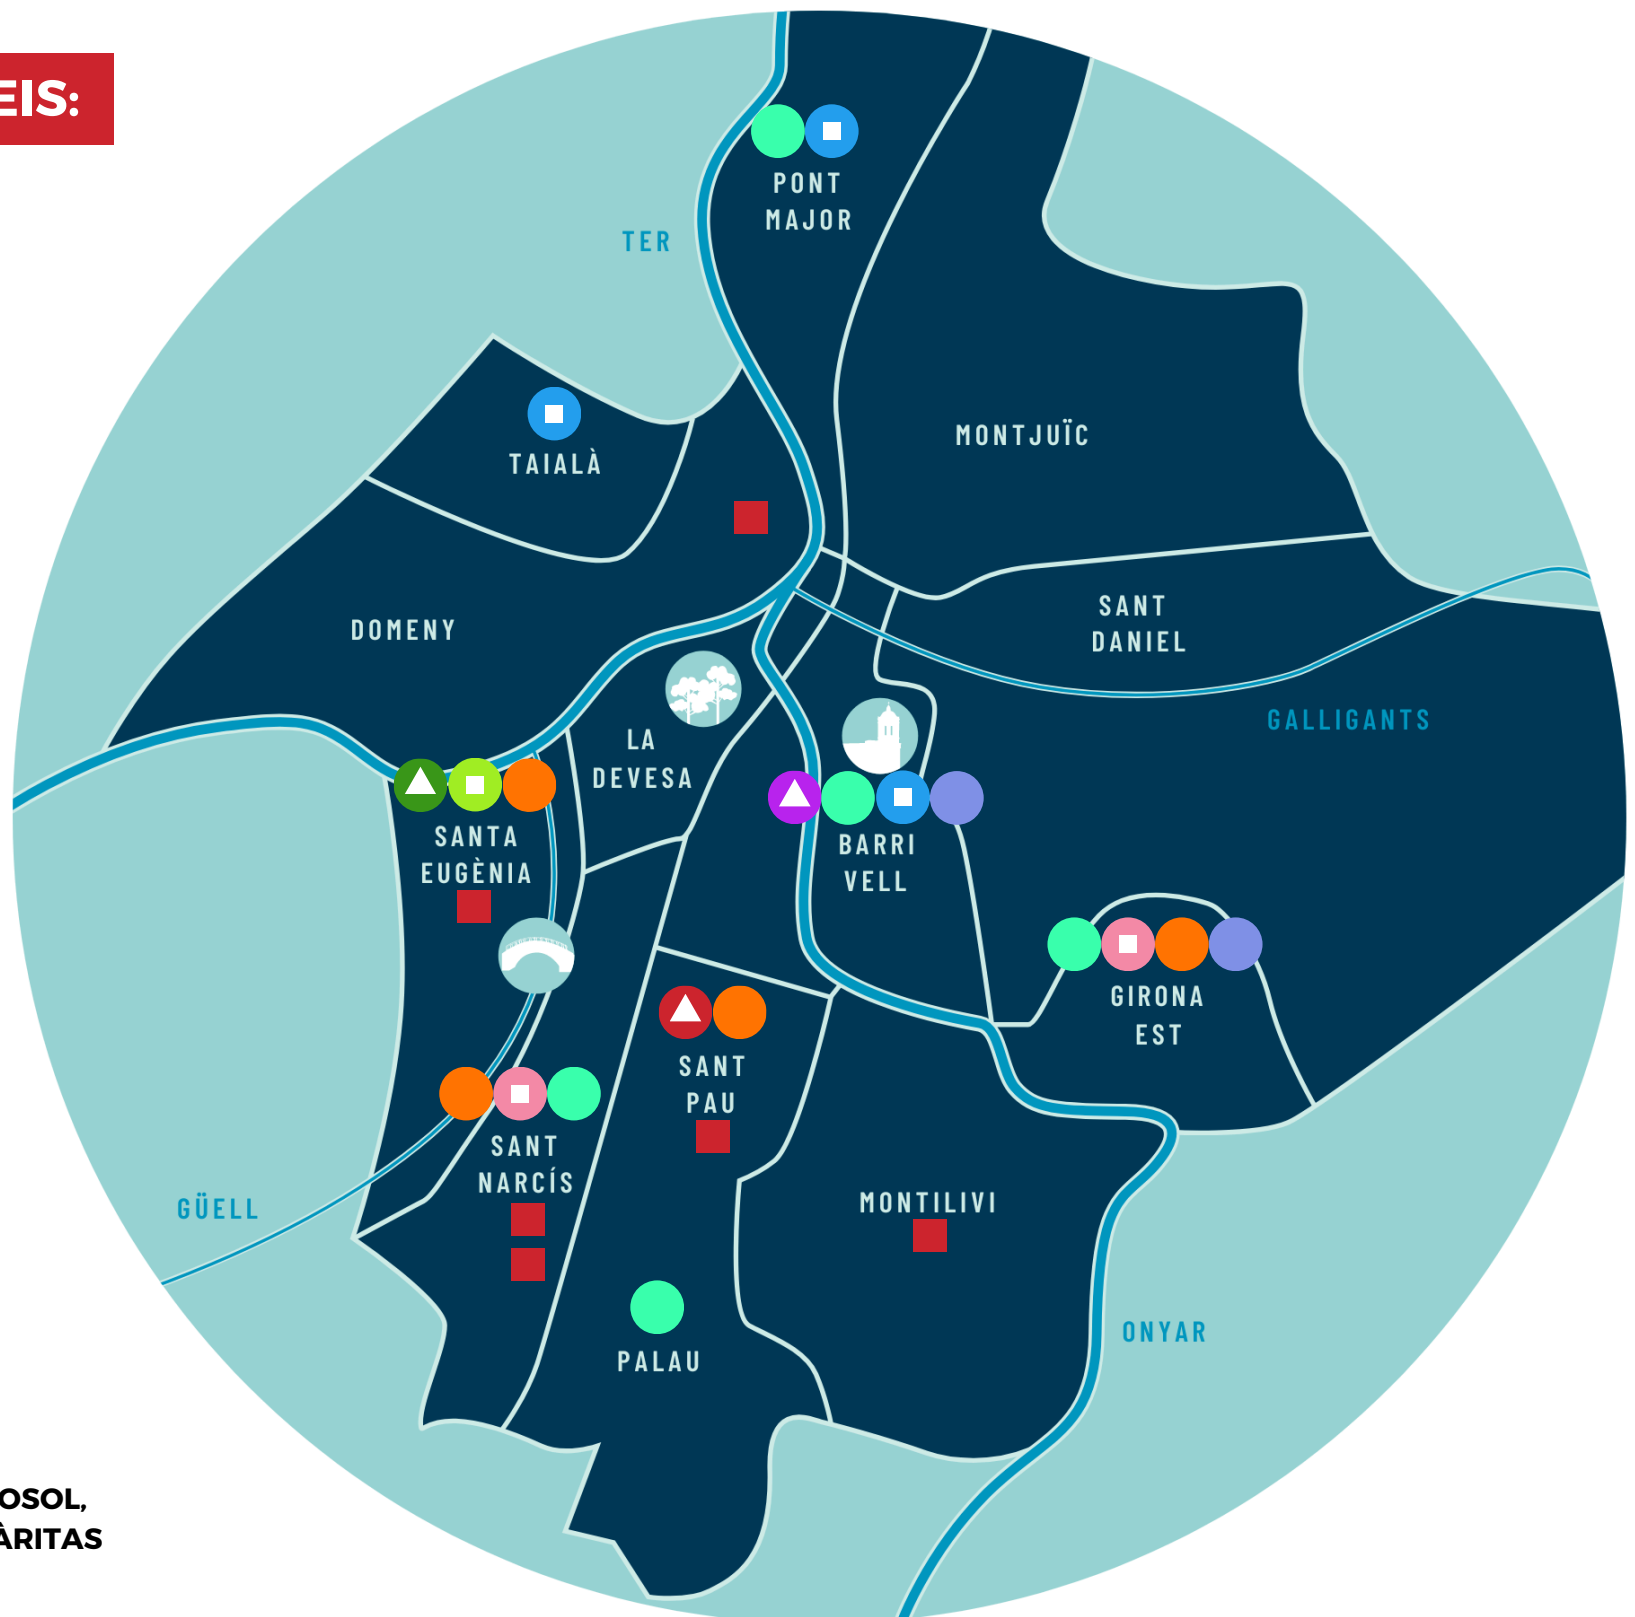 EIS:
PONT
MAJOR
TER
TAIALÀ
MONTJUÏC
DOMENY
SANT
DANIEL
GALLIGANTS
LA
DEVESA
SANTA
EUGÈNIA
BARRI
VELL
GIRONA
EST
SANT
PAU
SANT
NARCÍS
GÜELL
MONTILIVI
ONYAR
PALAU
OSOL,
ÀRITAS